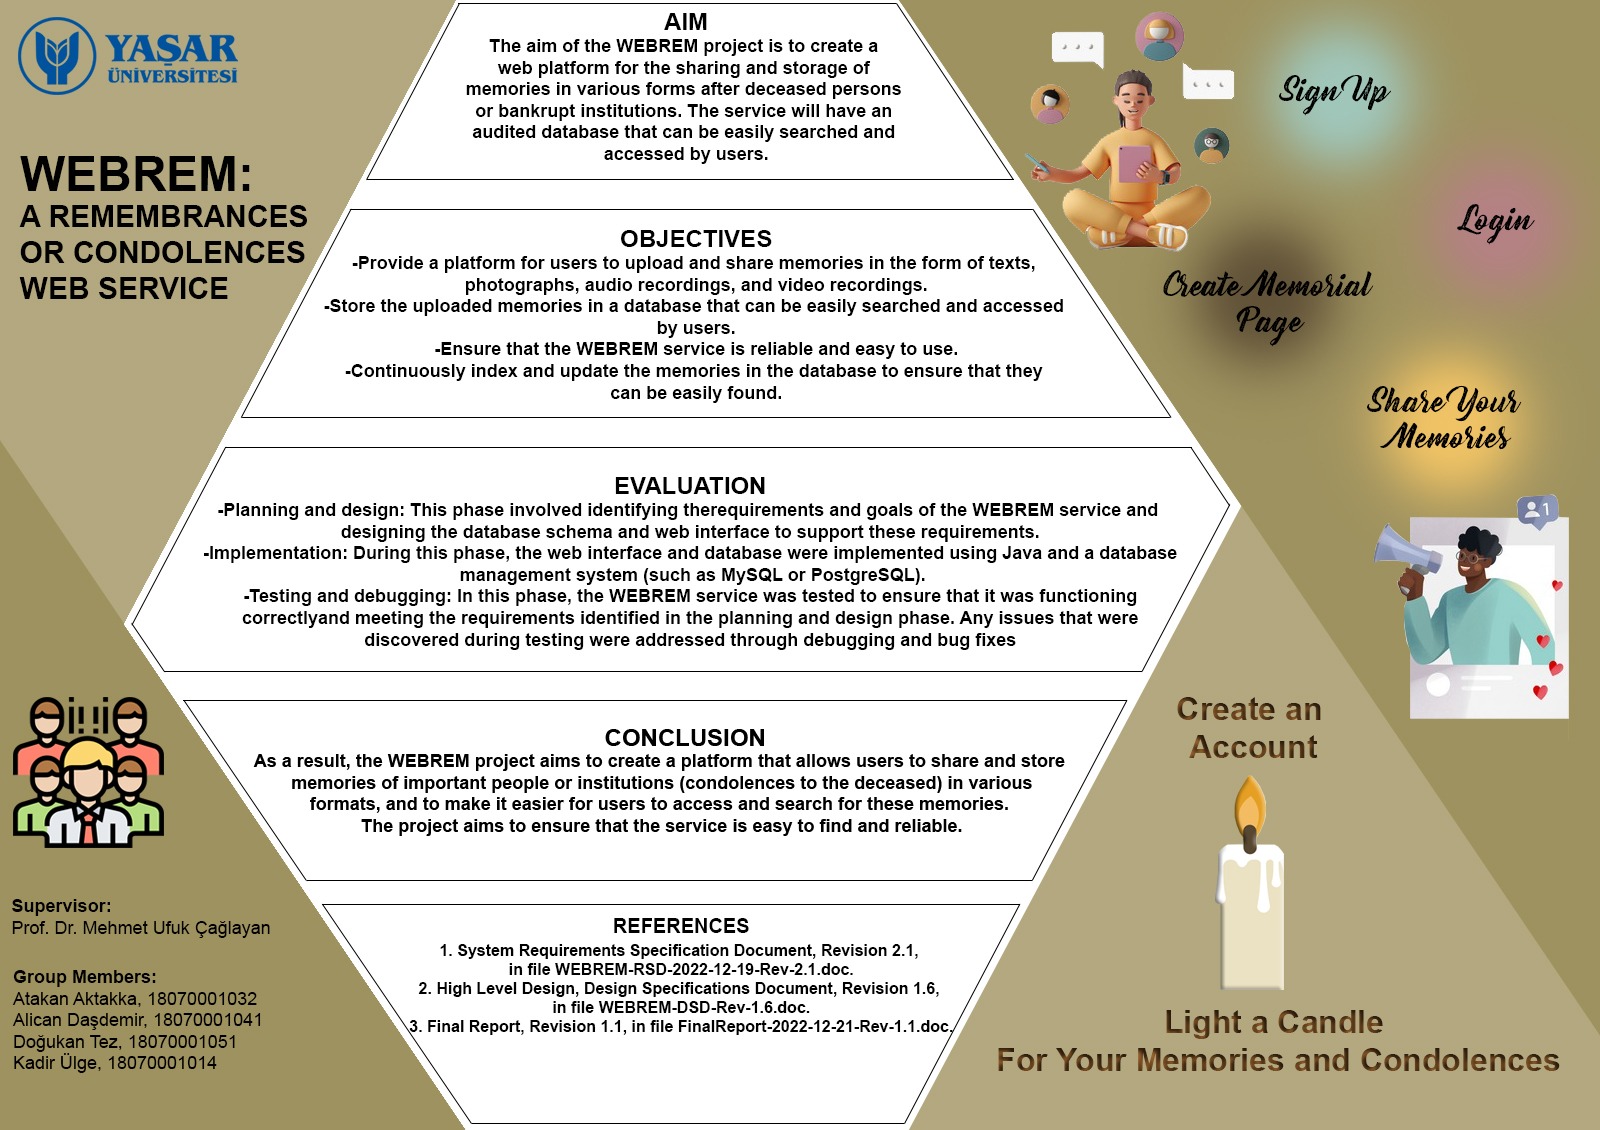 YAŞAR
ÜNİVERSİTESİ
WEBREM:
A REMEMBRANCES
OR CONDOLENCES
WEB SERVICE
AIM
The aim of the WEBREM project is to create a
web platform for the sharing and storage of
memories in various forms after deceased persons
or bankrupt institutions. The service will have an
audited database that can be easily searched and
accessed by users.
OBJECTIVES
-Provide a platform for users to upload and share memories in the form of texts,
photographs, audio recordings, and video recordings.
-Store the uploaded memories in a database that can be easily searched and accessed
by users.
-Ensure that the WEBREM service is reliable and easy to use.
-Continuously index and update the memories in the database to ensure that they
can be easily found.
EVALUATION
-Planning and design: This phase involved identifying therequirements and goals of the WEBREM service and
designing the database schema and web interface to support these requirements.
-Implementation: During this phase, the web interface and database were implemented using Java and a database
management system (such as MySQL or PostgreSQL).
-Testing and debugging: In this phase, the WEBREM service was tested to ensure that it was functioning
correctlyand meeting the requirements identified in the planning and design phase. Any issues that were
discovered during testing were addressed through debugging and bug fixes
CONCLUSION
As a result, the WEBREM project aims to create a platform that allows users to share and store
memories of important people or institutions (condolences to the deceased) in various
formats, and to make it easier for users to access and search for these memories.
The project aims to ensure that the service is easy to find and reliable.
REFERENCES
1. System Requirements Specification Document, Revision 2.1,
in file WEBREM-RSD-2022-12-19-Rev-2.1.doc.
2. High Level Design, Design Specifications Document, Revision 1.6,
in file WEBREM-DSD-Rev-1.6.doc.
3. Final Report, Revision 1.1, in file FinalReport-2022-12-21-Rev-1.1.doc.
Sign Up
Login
Create Memorial
Page
Share Your
Memories
1
Create an
Account
Light a Candle
For Your Memories and Condolences
Supervisor:
Prof. Dr. Mehmet Ufuk Çağlayan
Group Members:
Atakan Aktakka, 18070001032
Alican Daşdemir, 18070001041
Doğukan Tez, 18070001051
Kadir Ülge, 18070001014